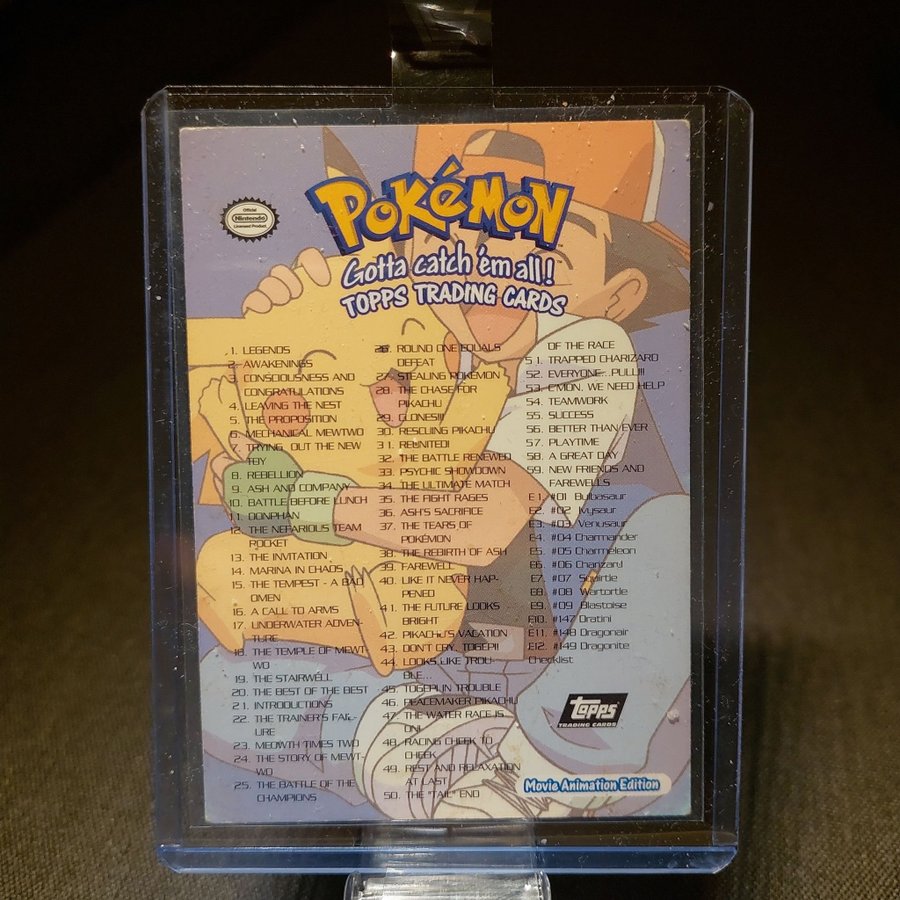 Official
Nintendo
Licensed Product
POKéMON
Gotta catch 'em all!™
TOPPS TRADING CARDS
1. LEGENDS
2. AWAKENINGS
3. CONSCIOUSNESS AND
CONGRATULATIONS
4. LEAVING THE NEST
5. THE PROPOSITION
6. MECHANICAL MEWTWO
7. TRYING OUT THE NEW
TOY
8. REBELLION
9. ASH AND COMPANY
10. BATTLE BEFORE LUNCH
11. DONPHAN
12. THE NEFARIOUS TEAM
ROCKET
13. THE INVITATION
14. MARINA IN CHAOS
15. THE TEMPEST - A BAD
OMEN
16. A CALL TO ARMS
17. UNDERWATER ADVEN-
TURE
18. THE TEMPLE OF MEWT-
WO
19. THE STAIRWELL
20. THE BEST OF THE BEST
21. INTRODUCTIONS
22. THE TRAINER'S FAIL-
URE
23. MEOWTH TIMES TWO
24. THE STORY OF MEWT-
WO
25. THE BATTLE OF THE
CHAMPIONS
26. ROUND ONE EQUALS
DEFEAT
27. STEALING POKÉMON
28. THE CHASE FOR
PIKACHU
29. CLONES!!!
30. RESCUING PIKACHU
31. REUNITED!
32. THE BATTLE RENEWED
33. PSYCHIC SHOWDOWN
34. THE ULTIMATE MATCH
35. THE FIGHT RAGES
36. ASH'S SACRIFICE
37. THE TEARS OF
POKÉMON
38. THE REBIRTH OF ASH
39. FAREWELL
40. LIKE IT NEVER HAP-
PENED
41. THE FUTURE LOOKS
BRIGHT
42. PIKACHU'S VACATION
43. DON'T CRY, TOGEPI!
44. LOOKS LIKE TROU-
BLE...
45. TOGEPI IN TROUBLE
46. PEACEMAKER PIKACHU
47. THE WATER RACE IS
ON!
48. RACING CHEEK TO
CHEEK
49. REST AND RELAXATION
AT LAST
50. THE "TAIL" END
OF THE RACE
51. TRAPPED CHARIZARD
52. EVERYONE...PULL!!!
53. C'MON, WE NEED HELP
54. TEAMWORK
55. SUCCESS
56. BETTER THAN EVER
57. PLAYTIME
58. A GREAT DAY
59. NEW FRIENDS AND
FAREWELLS
E1. #01 Bulbasaur
E2. #02 Ivysaur
E3. #03 Venusaur
E4. #04 Charmander
E5. #05 Charmeleon
E6. #06 Charizard
E7. #07 Squirtle
E8. #08 Wartortle
E9. #09 Blastoise
E10. #147 Dratini
E11. #148 Dragonair
E12. #149 Dragonite
Checklist
Topps
TRADING CARDS
Movie Animation Edition